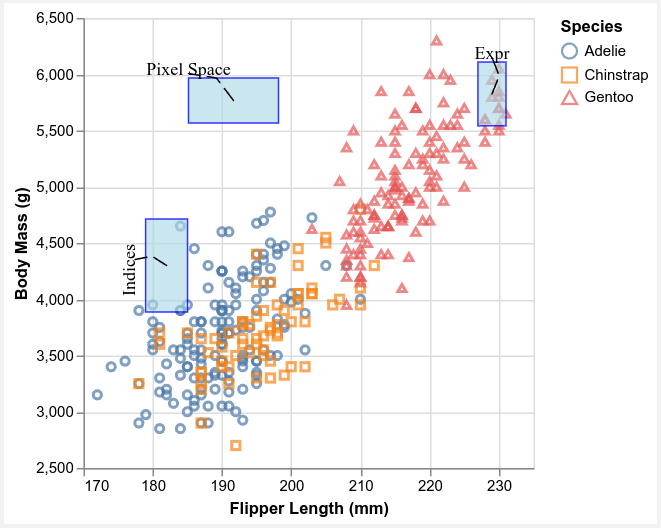 6,500
6,000
5,500
5,000
4,500
4,000
3,500
3,000
2,500
Body Mass (g)
Pixel Space
Expr
Indices
170 180 190 200 210 220 230
Flipper Length (mm)
Species
Adelie
Chinstrap
Gentoo